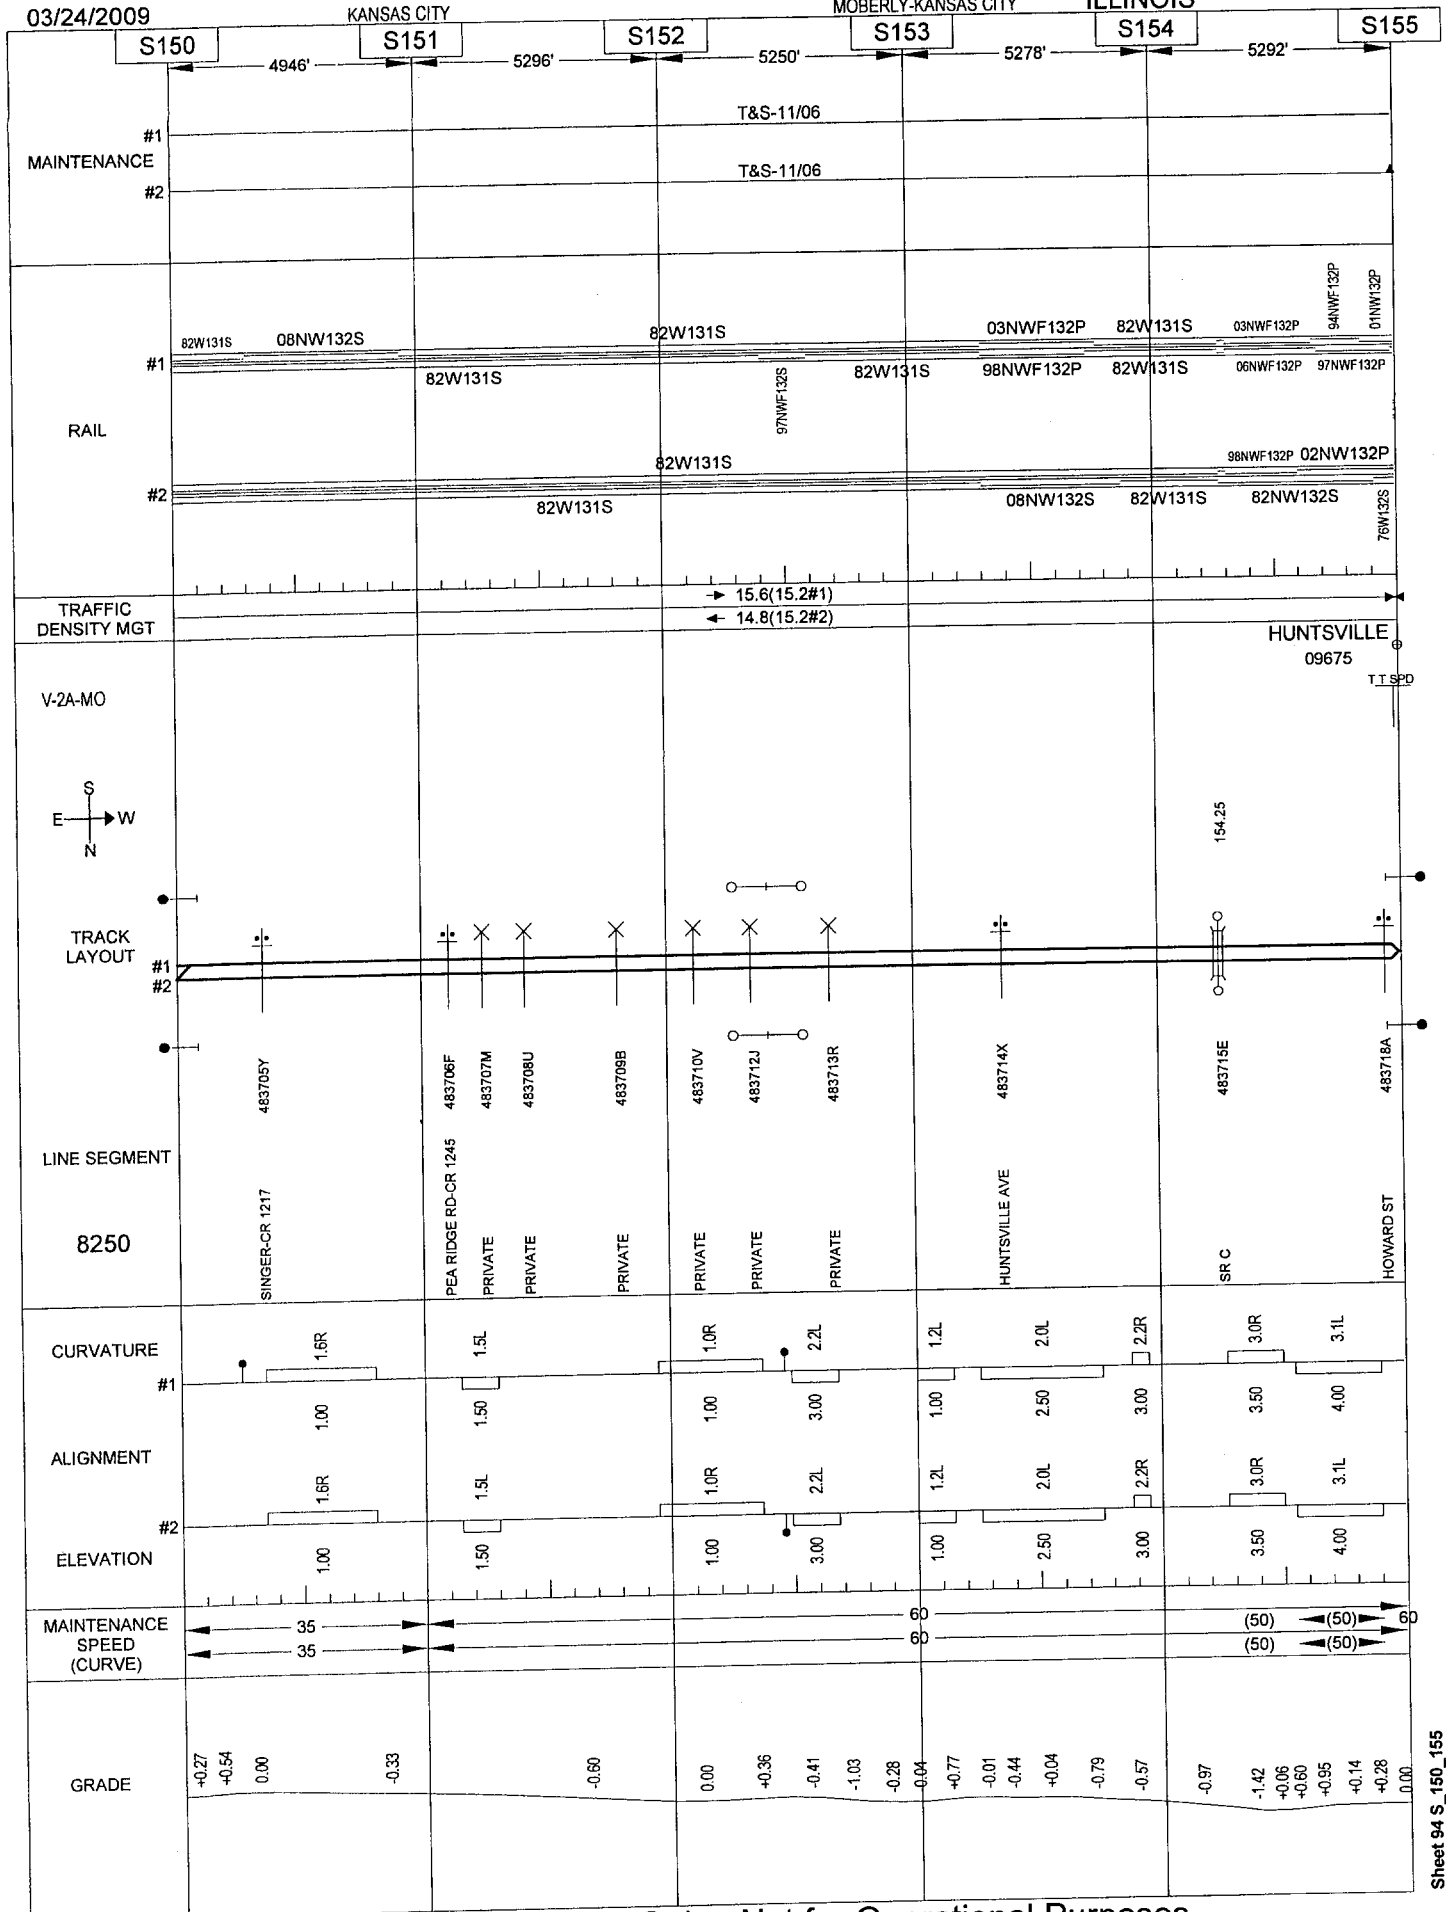 03/24/2009 KANSAS CITY MOBERLY-KANSAS CITY ILLINOIS
S150 S151 S152 S153 S154 S155
4946' 5296' 5250' 5278' 5292'
MAINTENANCE
#1 T&S-11/06
#2 T&S-11/06
RAIL
94NWF132P 01NW132P
82W131S 08NW132S 82W131S 03NWF132P 82W131S 03NWF132P
#1
82W131S 97NWF132S 82W131S 98NWF132P 82W131S 06NWF132P 97NWF132P
82W131S 98NWF132P 02NW132P
#2
82W131S 08NW132S 82W131S 82NW132S 76W132S
TRAFFIC
DENSITY MGT
15.6(15.2#1)
14.8(15.2#2)
HUNTSVILLE
09675
T T SPD
V-2A-MO
S
E W
N
154.25
TRACK
LAYOUT
#1
#2
483705Y 483706F 483707M 483708U 483709B 483710V 483712J 483713R 483714X 483715E 483718A
LINE SEGMENT
8250
SINGER-CR 1217 PEA RIDGE RD-CR 1245 PRIVATE PRIVATE PRIVATE PRIVATE PRIVATE PRIVATE HUNTSVILLE AVE SR C HOWARD ST
CURVATURE
1.6R 1.5L 1.0R 2.2L 1.2L 2.0L 2.2R 3.0R 3.1L
#1
1.00 1.50 1.00 3.00 1.00 2.50 3.00 3.50 4.00
ALIGNMENT
1.6R 1.5L 1.0R 2.2L 1.2L 2.0L 2.2R 3.0R 3.1L
#2
ELEVATION
1.00 1.50 1.00 3.00 1.00 2.50 3.00 3.50 4.00
MAINTENANCE
SPEED
(CURVE)
35 60 (50) (50) 60
35 60 (50) (50)
GRADE
+0.27 +0.54 0.00 -0.33 -0.60 0.00 +0.36 -0.41 -1.03 -0.28 -0.04 +0.77 -0.01 -0.44 +0.04 -0.79 -0.57 -0.97 -1.42 +0.06 +0.60 +0.95 +0.14 +0.28 0.00
Sheet 94 S_150_155
Not for Operational Purposes